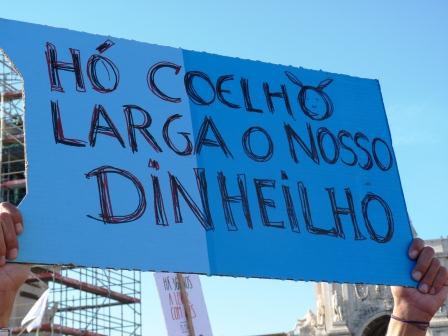 HÓ COELHO
LARGA O NOSSO
DINHEILHO